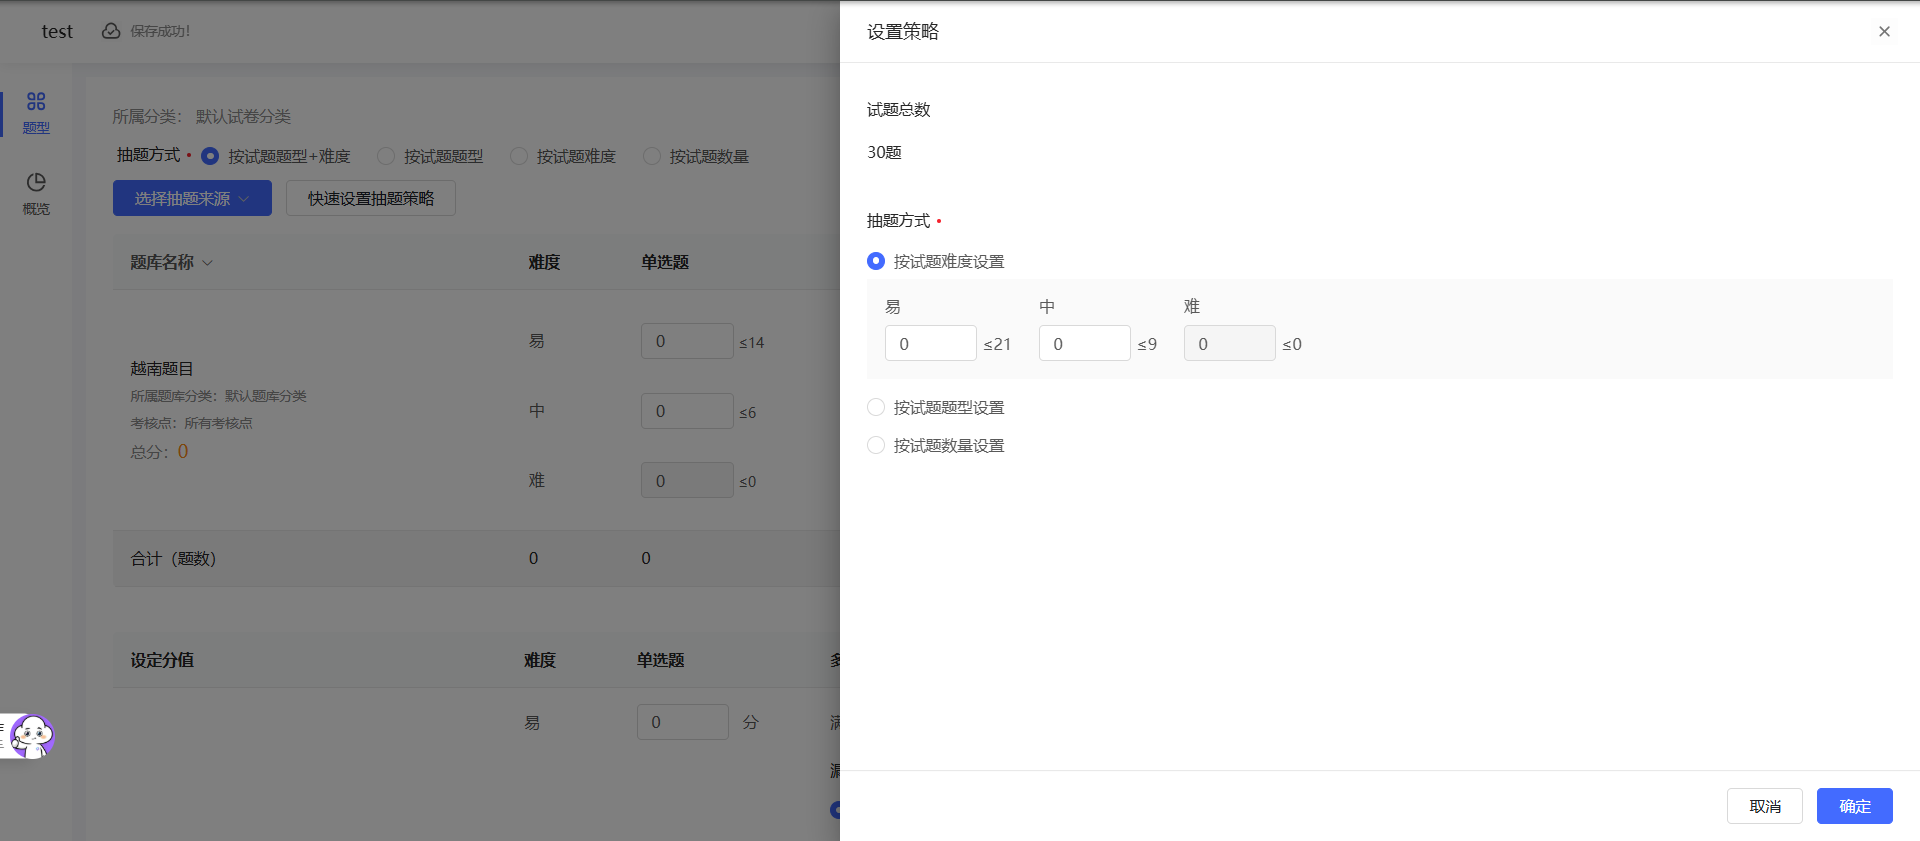 test 保存成功!
题型
概览
所属分类： 默认试卷分类
抽题方式 按试题题型+难度 按试题题型 按试题难度 按试题数量
选择抽题来源 快速设置抽题策略
题库名称 难度 单选题
越南题目
所属题库分类：默认题库分类
考核点：所有考核点
总分：0
易 0 ≤14
中 0 ≤6
难 0 ≤0
合计（题数） 0 0
设定分值 难度 单选题
易 0 分
设置策略
试题总数
30题
抽题方式
按试题难度设置
易 中 难
0 ≤21 0 ≤9 0 ≤0
按试题题型设置
按试题数量设置
取消 确定